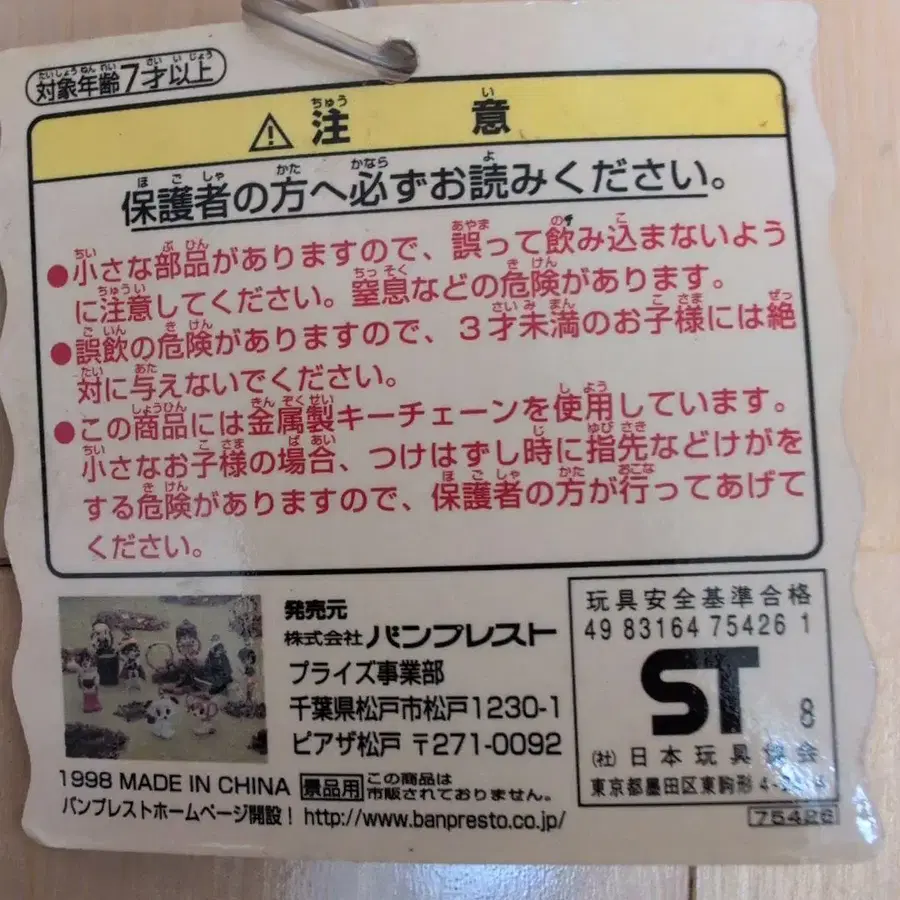 対象年齢7才以上
⚠注意
保護者の方へ必ずお読みください。
●小さな部品がありますので、誤って飲み込まないよう
に注意してください。窒息などの危険があります。
●誤飲の危険がありますので、3才未満のお子様には絶
対に与えないでください。
●この商品には金属製キーチェーンを使用しています。
小さなお子様の場合、つけはずし時に指先などけがを
する危険がありますので、保護者の方が行ってあげて
ください。
発売元
株式会社バンプレスト
プライズ事業部
千葉県松戸市松戸1230-1
ピアザ松戸 〒271-0092
1998 MADE IN CHINA 景品用 この商品は
市販されておりません。
バンプレストホームページ開設! http://www.banpresto.co.jp/
玩具安全基準合格
49 83164 75426 1
ST 8
(社)日本玩具協会
東京都墨田区東駒形4-
75426